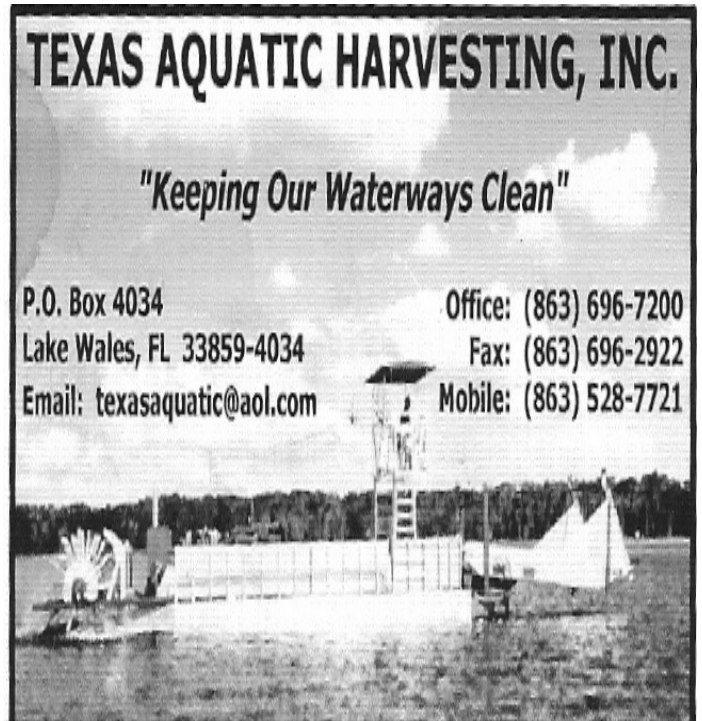 TEXAS AQUATIC HARVESTING, INC.
"Keeping Our Waterways Clean"
P.O. Box 4034
Lake Wales, FL 33859-4034
Email: texasaquatic@aol.com
Office: (863) 696-7200
Fax: (863) 696-2922
Mobile: (863) 528-7721